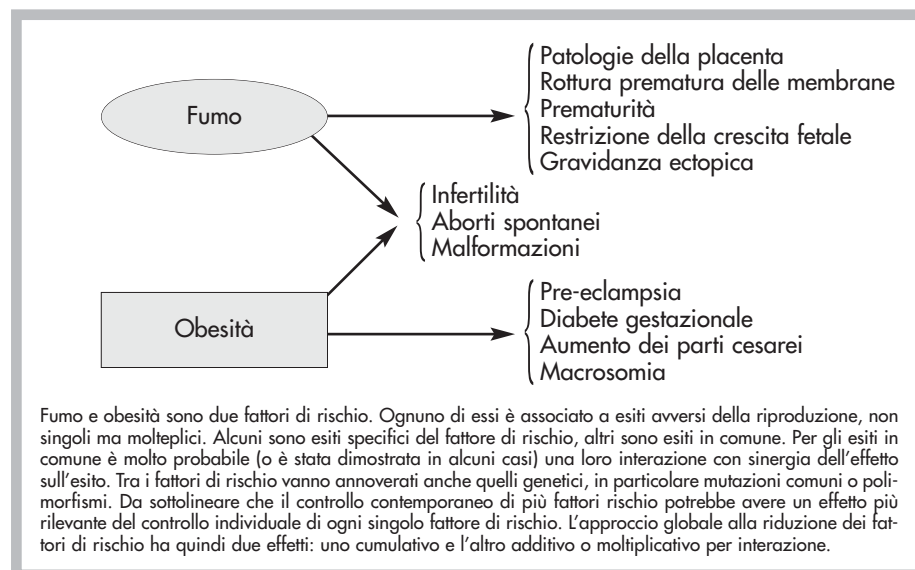 Patologie della placenta
Rottura prematura delle membrane
Fumo
Prematurità
Restrizione della crescita fetale
Gravidanza ectopica
Infertilità
Aborti spontanei
Malformazioni
Pre-eclampsia
Obesità
Diabete gestazionale
Aumento dei parti cesarei
Macrosomia
Fumo e obesità sono due fattori di rischio. Ognuno di essi è associato a esiti avversi della riproduzione, non
singoli ma molteplici. Alcuni sono esiti specifici del fattore di rischio, altri sono esiti in comune. Per gli esiti in
comune è molto probabile (o è stata dimostrata in alcuni casi) una loro interazione con sinergia dell'effetto
sull'esito. Tra i fattori di rischio vanno annoverati anche quelli genetici, in particolare mutazioni comuni o poli-
morfismi. Da sottolineare che il controllo contemporaneo di più fattori rischio potrebbe avere un effetto più
rilevante del controllo individuale di ogni singolo fattore di rischio. L'approccio globale alla riduzione dei fat-
tori di rischio ha quindi due effetti: uno cumulativo e l'altro additivo o moltiplicativo per interazione.